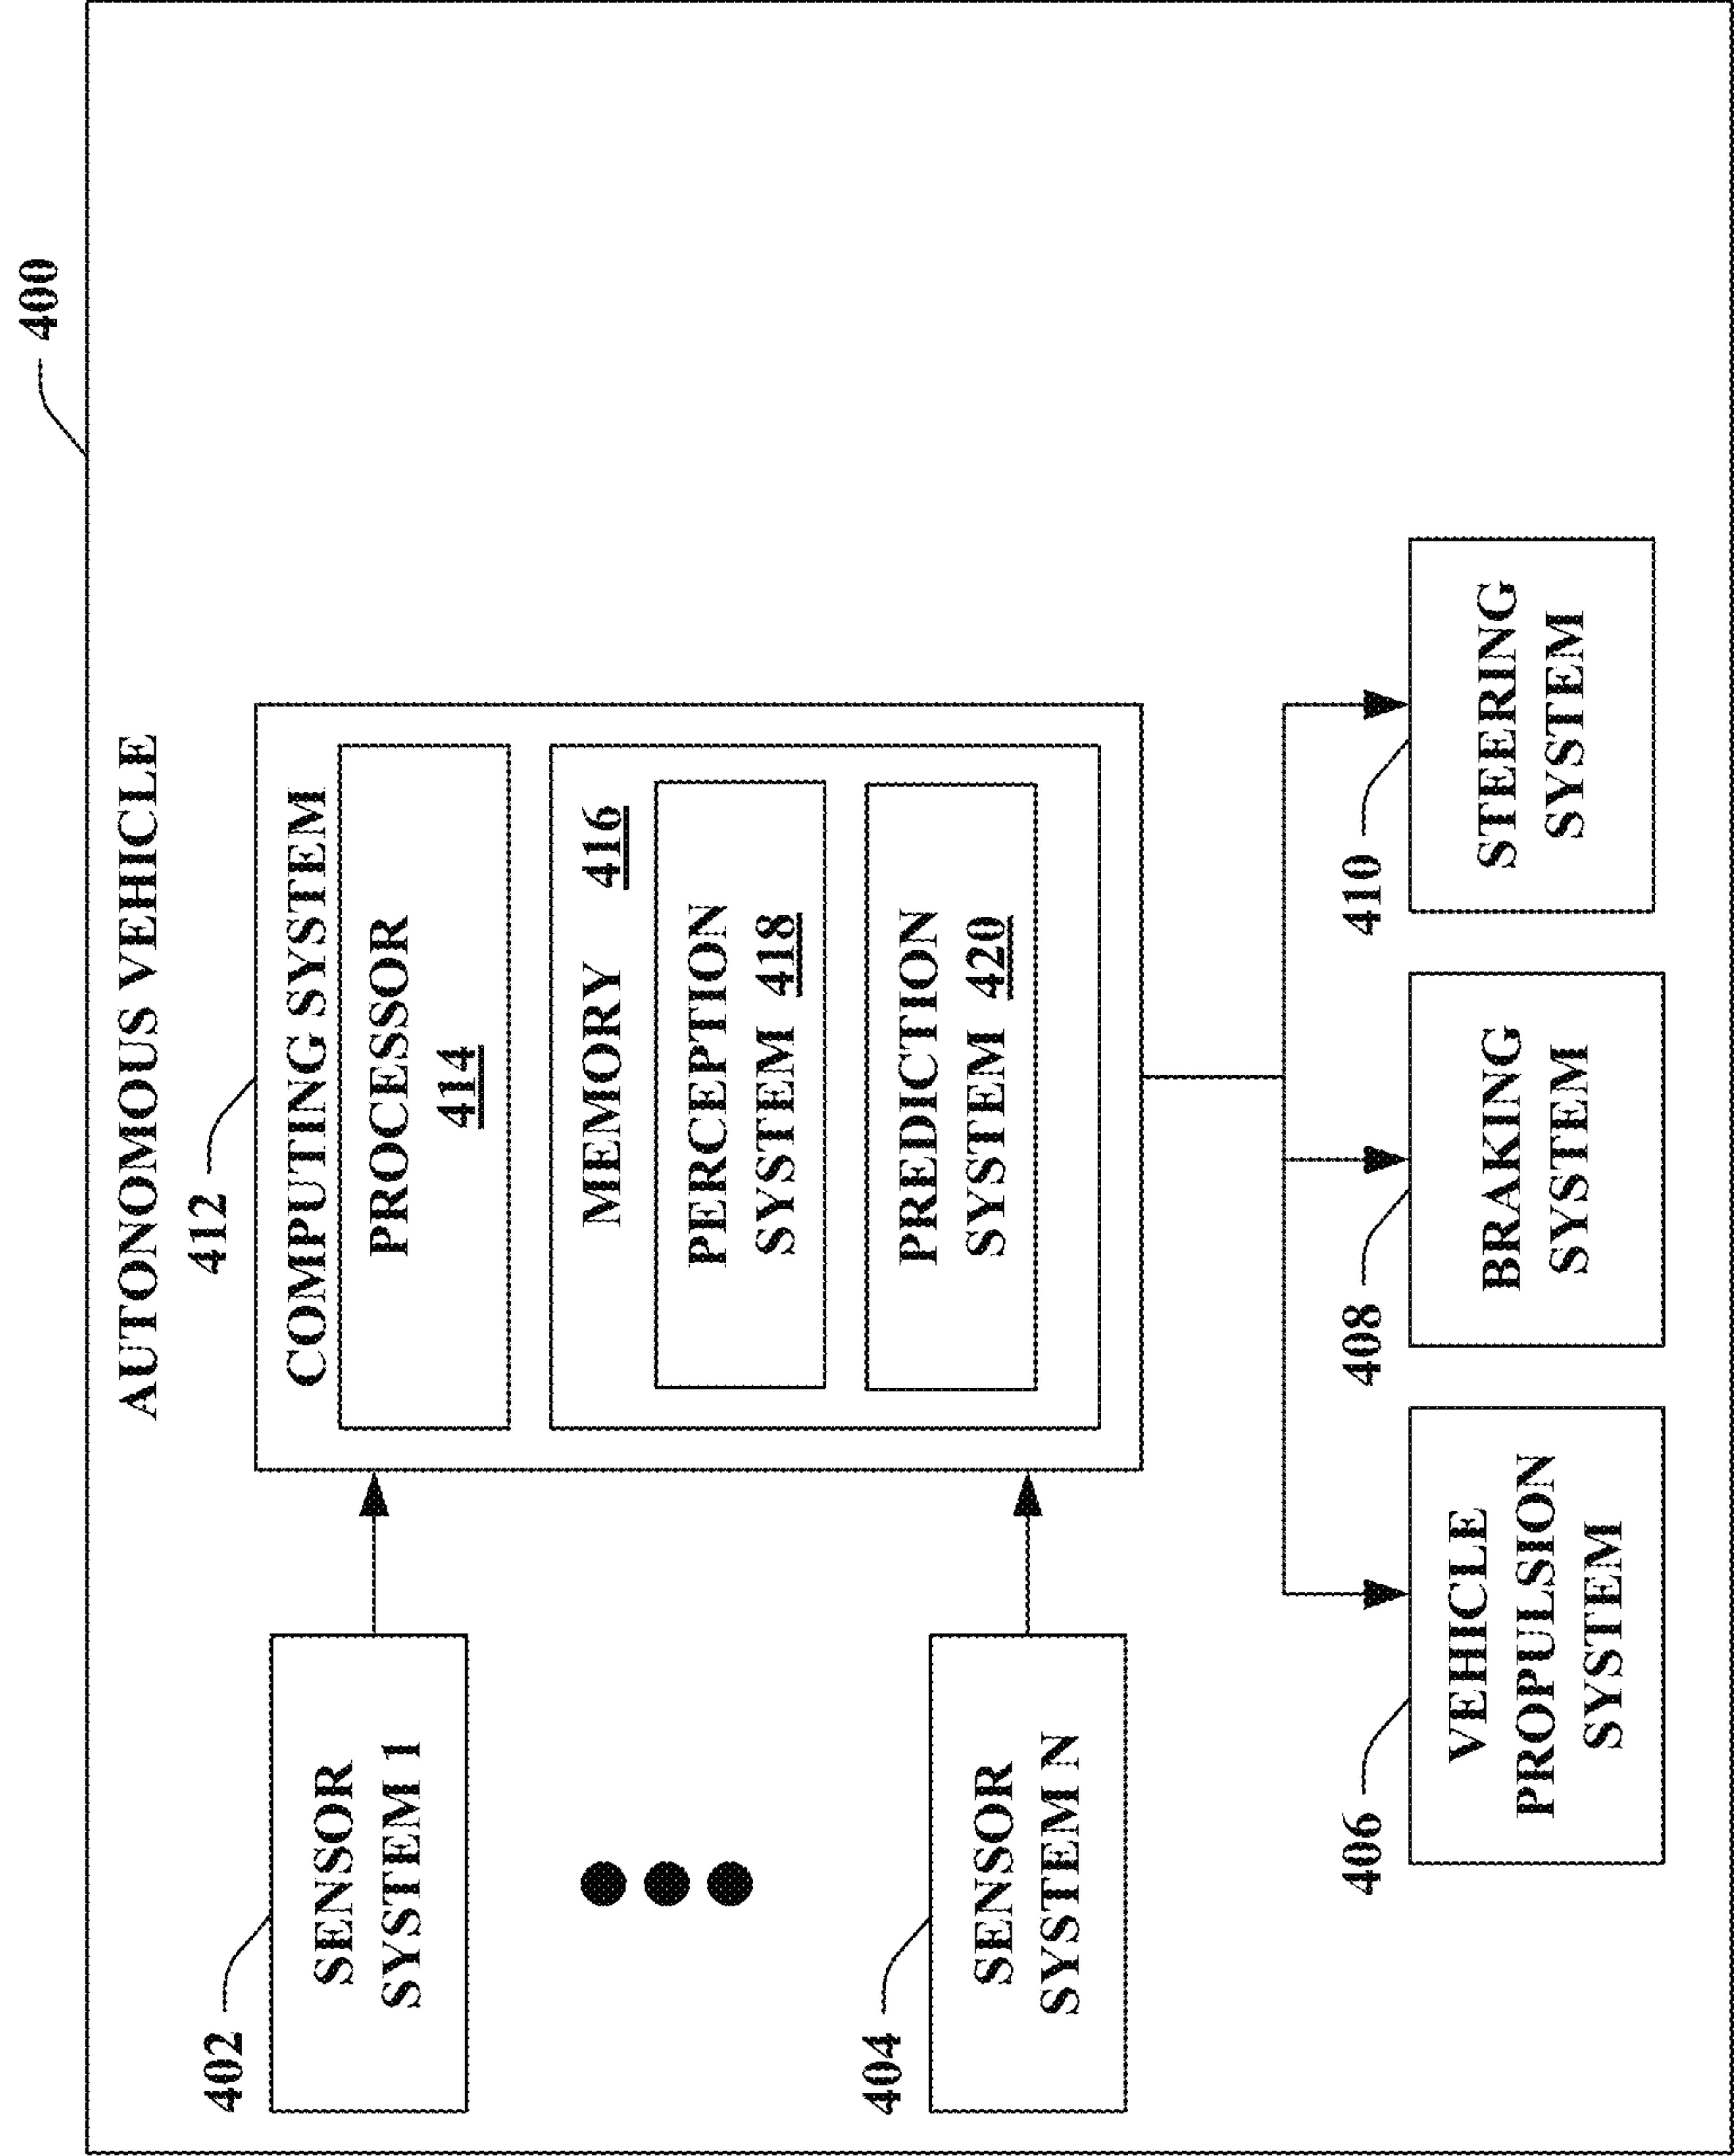 400
AUTONOMOUS VEHICLE
412
COMPUTING SYSTEM
PROCESSOR
414
MEMORY 416
PERCEPTION
SYSTEM 418
PREDICTION
SYSTEM 420
402
SENSOR
SYSTEM 1
404
SENSOR
SYSTEM N
406
VEHICLE
PROPULSION
SYSTEM
408
BRAKING
SYSTEM
410
STEERING
SYSTEM